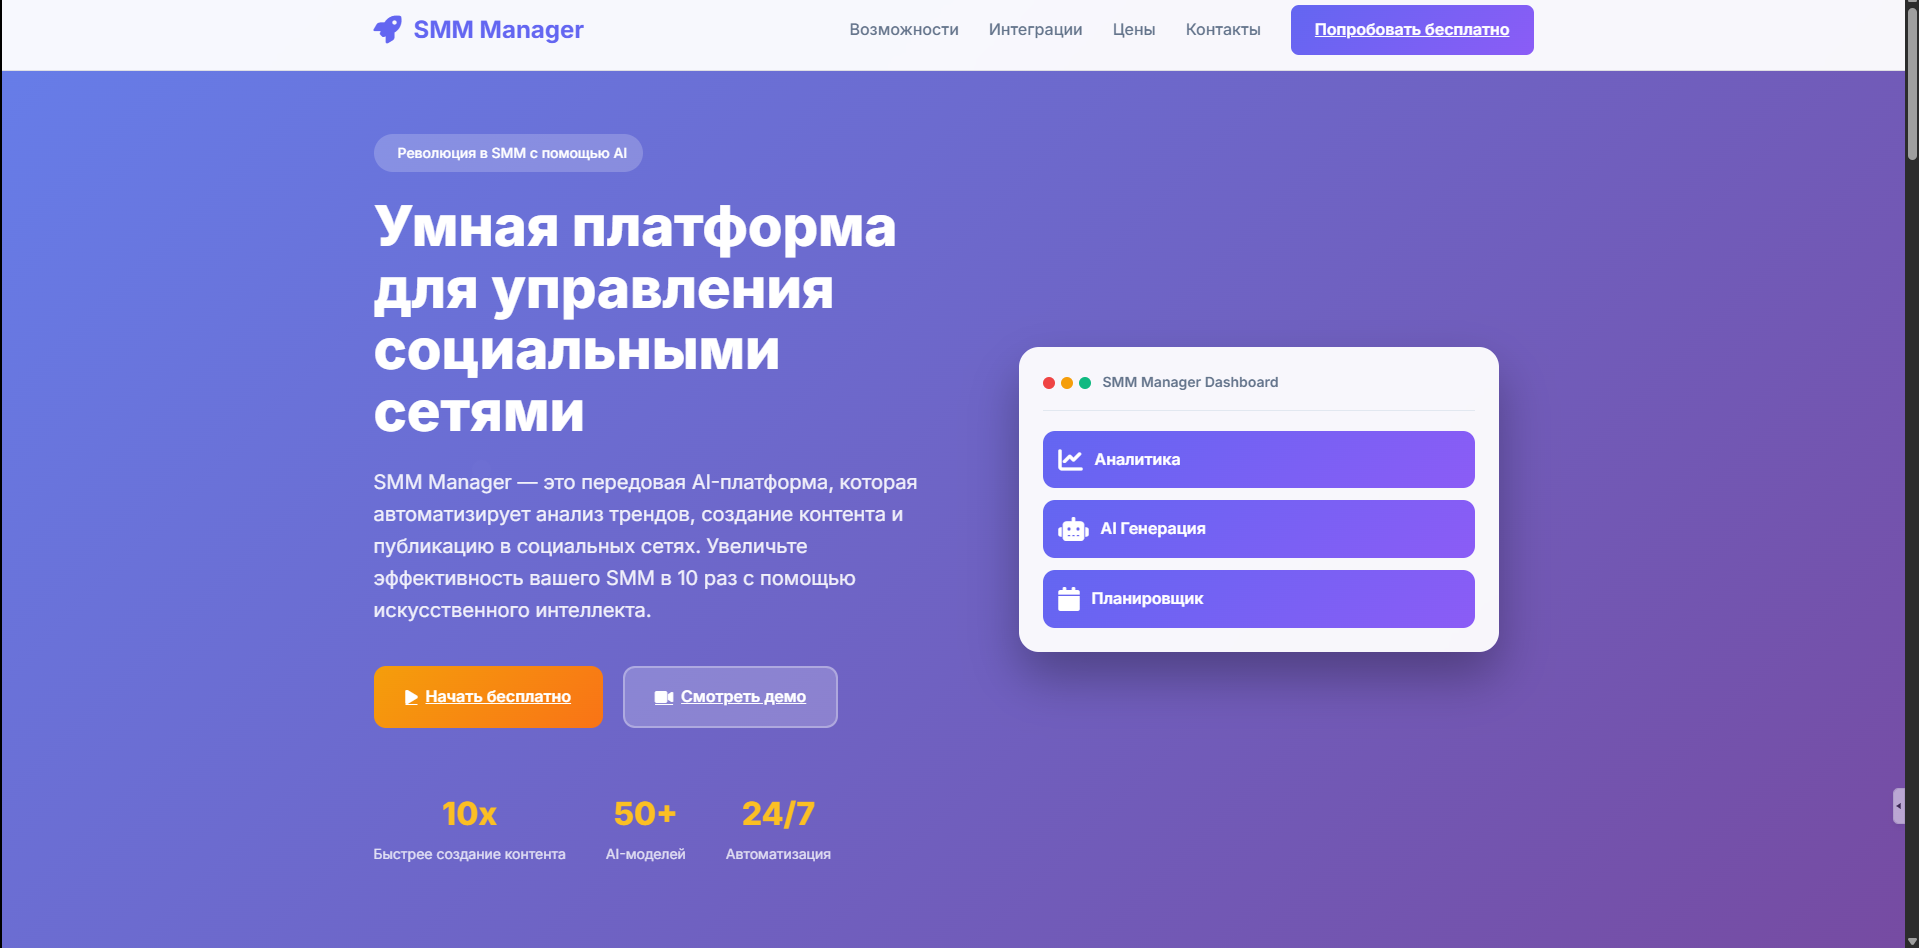 SMM Manager
Возможности
Интеграции
Цены
Контакты
Попробовать бесплатно
Революция в SMM с помощью AI
Умная платформа
для управления
социальными
сетями
SMM Manager — это передовая AI-платформа, которая
автоматизирует анализ трендов, создание контента и
публикацию в социальных сетях. Увеличьте
эффективность вашего SMM в 10 раз с помощью
искусственного интеллекта.
Начать бесплатно
Смотреть демо
10x
Быстрее создание контента
50+
AI-моделей
24/7
Автоматизация
SMM Manager Dashboard
Аналитика
AI Генерация
Планировщик